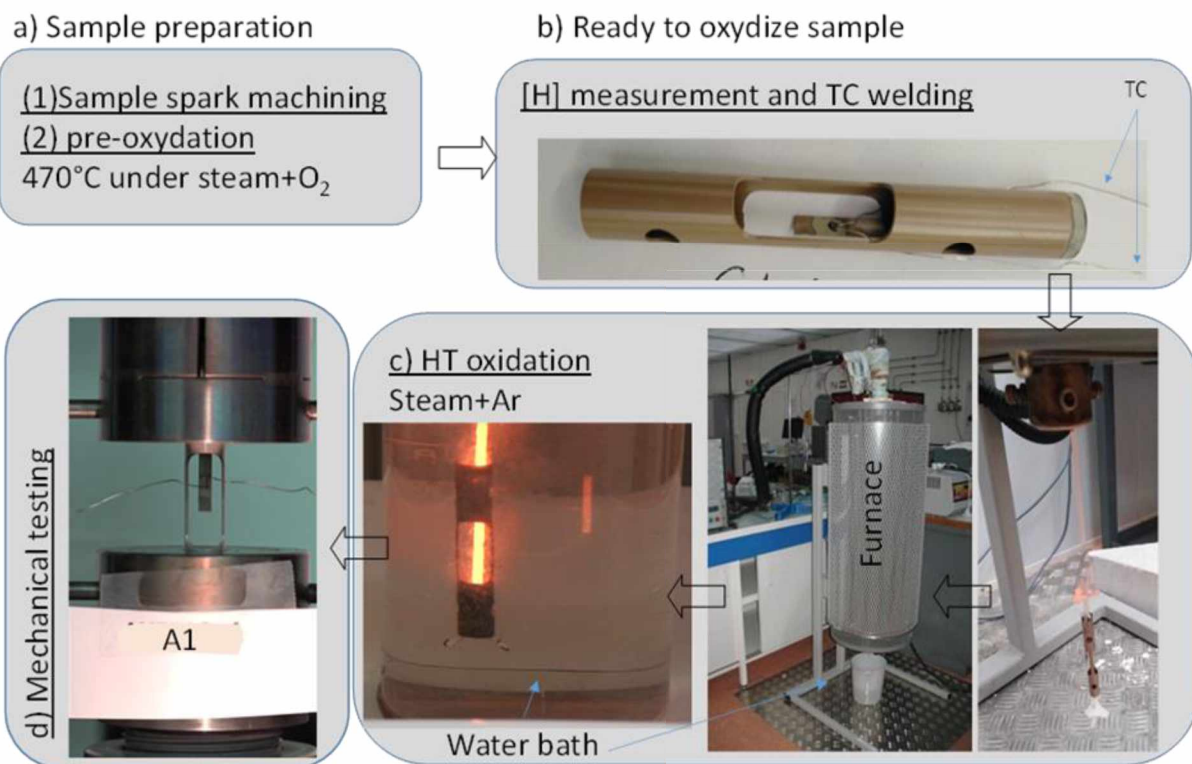 a) Sample preparation
(1)Sample spark machining
(2) pre-oxydation
470°C under steam+O₂
b) Ready to oxydize sample
[H] measurement and TC welding
TC
c) HT oxidation
Steam+Ar
Furnace
Water bath
d) Mechanical testing
A1